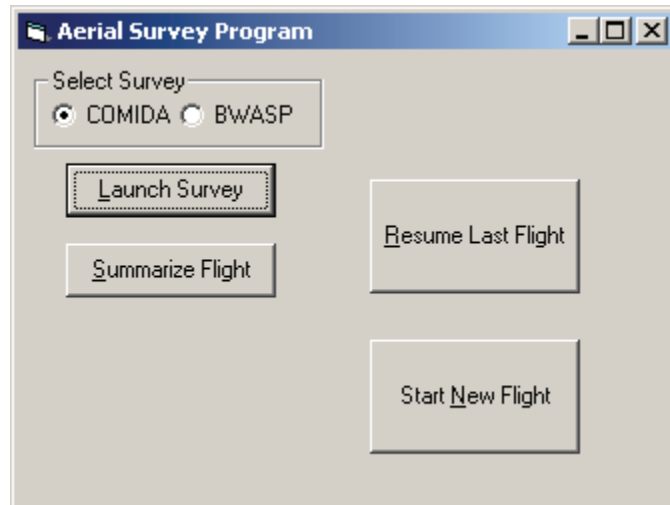 Aerial Survey Program
Select Survey
COMIDA BWASP
Launch Survey
Summarize Flight
Resume Last Flight
Start New Flight